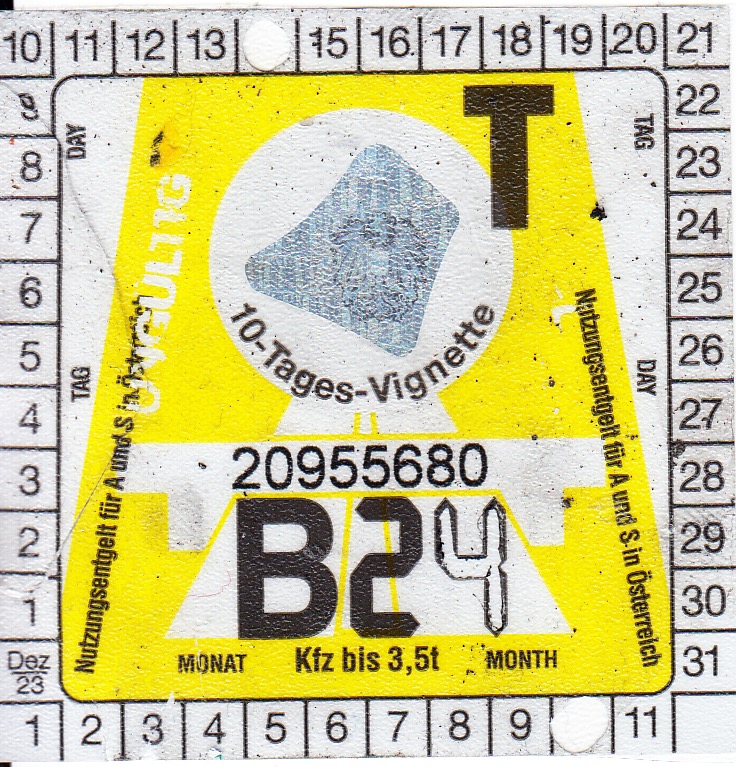 10 11 12 13 15 16 17 18 19 20 21
9 22
8 23
7 24
6 25
5 26
4 27
3 28
2 29
1 30
Dez 23 31
1 2 3 4 5 6 7 8 9 11
DAY
TAG
TAG
DAY
T
UNGÜLTIG
10-Tages-Vignette
Nutzungsentgelt für A und S in Österreich
Nutzungsentgelt für A und S in Österreich
20955680
B24
MONAT Kfz bis 3,5t MONTH